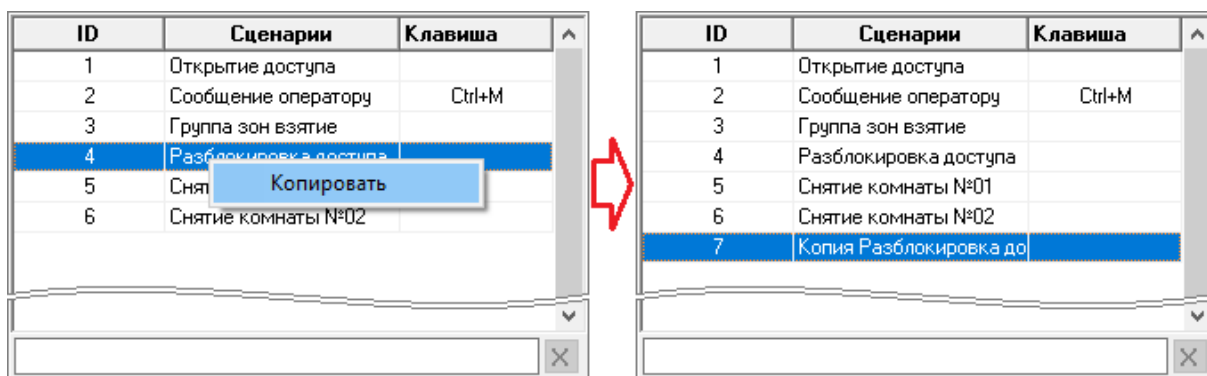 ID Сценарии Клавиша
1 Открытие доступа
2 Сообщение оператору Ctrl+M
3 Группа зон взятие
4 Разблокировка доступа
5 Снят
Копировать
6 Снятие комнаты №02
ID Сценарии Клавиша
1 Открытие доступа
2 Сообщение оператору Ctrl+M
3 Группа зон взятие
4 Разблокировка доступа
5 Снятие комнаты №01
6 Снятие комнаты №02
7 Копия Разблокировка до